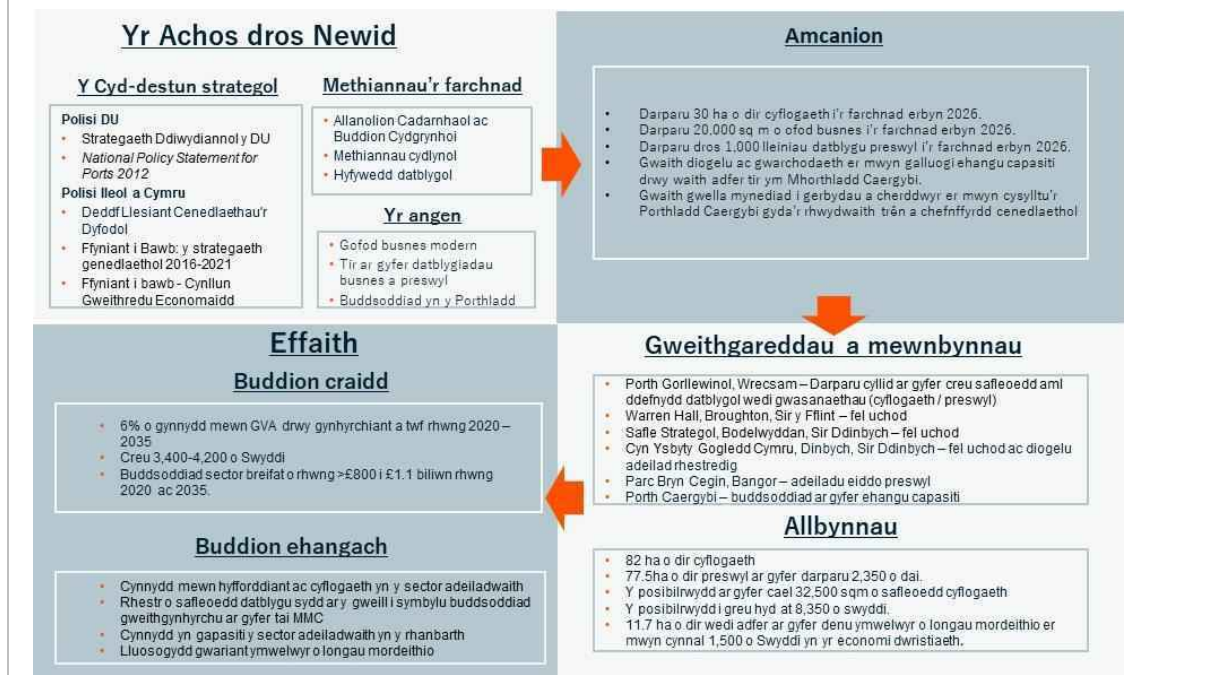 Yr Achos dros Newid
Y Cyd-destun strategol
Polisi DU
• Strategaeth Ddiwydiannol y DU
• National Policy Statement for
Ports 2012
Polisi lleol a Cymru
• Deddf Llesiant Cenedlaethau'r
Dyfodol
• Ffyniant i Bawb: y strategaeth
genedlaethol 2016-2021
• Ffyniant i bawb - Cynllun
Gweithredu Economaidd
Methiannau'r farchnad
• Allanolion Cadarnhaol ac
Buddion Cydgrynhoi
• Methiannau cydlynol
• Hyfywedd datblygol
Yr angen
• Gofod busnes modern
• Tir ar gyfer datblygiadau
busnes a preswyl
• Buddsoddiad yn y Porthladd
Amcanion
• Darparu 30 ha o dir cyflogaeth i'r farchnad erbyn 2026.
• Darparu 20,000 sq m o ofod busnes i'r farchnad erbyn 2026.
• Darparu dros 1,000 lleiniau datblygu preswyl i'r farchnad erbyn 2026.
• Gwaith diogelu ac gwarchodaeth er mwyn galluogi ehangu capasiti
drwy waith adfer tir ym Mhorthladd Caergybi.
• Gwaith gwella mynediad i gerbydau a cherddwyr er mwyn cysylltu'r
Porthladd Caergybi gyda'r rhwydwaith trên a chefnffyrdd cenedlaethol
Gweithgareddau a mewnbynnau
• Porth Gorllewinol, Wrecsam – Darparu cyllid ar gyfer creu safleoedd aml
ddefnydd datblygol wedi gwasanaethau (cyflogaeth / preswyl)
• Warren Hall, Broughton, Sir y Fflint – fel uchod
• Safle Strategol, Bodelwyddan, Sir Ddinbych – fel uchod
• Cyn Ysbyty Gogledd Cymru, Dinbych, Sir Ddinbych – fel uchod ac diogelu
adeilad rhestredig
• Parc Bryn Cegin, Bangor – adeiladu eiddo preswyl
• Porth Caergybi – buddsoddiad ar gyfer ehangu capasiti
Allbynnau
• 82 ha o dir cyflogaeth
• 77.5ha o dir preswyl ar gyfer darparu 2,350 o dai.
• Y posibilrwydd ar gyfer cael 32,500 sqm o safleoedd cyflogaeth
• Y posibilrwydd i greu hyd at 8,350 o swyddi.
• 11.7 ha o dir wedi adfer ar gyfer denu ymwelwyr o longau mordeithio er
mwyn cynnal 1,500 o Swyddi yn yr economi dwristiaeth.
Effaith
Buddion craidd
• 6% o gynnydd mewn GVA drwy gynhyrchiant a twf rhwng 2020 –
2035
• Creu 3,400-4,200 o Swyddi
• Buddsoddiad sector breifat o rhwng >£800 i £1.1 biliwn rhwng
2020 ac 2035.
Buddion ehangach
• Cynnydd mewn hyfforddiant ac cyflogaeth yn y sector adeiladwaith
• Rhestr o safleoedd datblygu sydd ar y gweill i symbylu buddsoddiad
gweithgynyrchu ar gyfer tai MMC
• Cynnydd yn gapasiti y sector adeiladwaith yn y rhanbarth
• Lluosogydd gwariant ymwelwyr o longau mordeithio